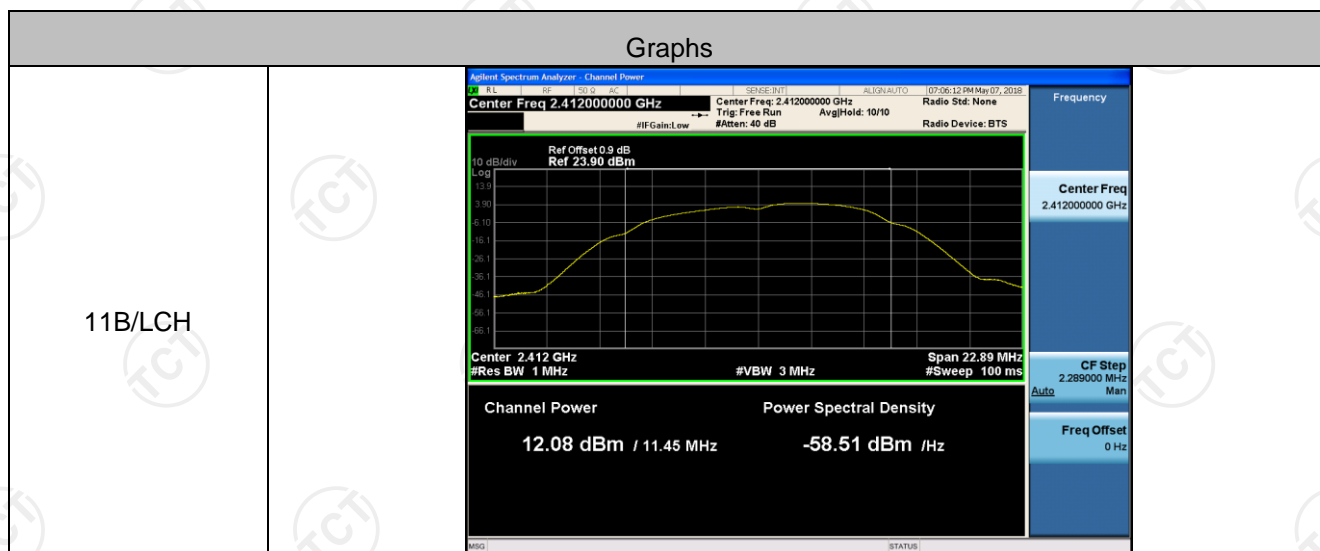 Graphs
11B/LCH
Agilent Spectrum Analyzer - Channel Power
RL RF 50 Ω AC SENSE:INT ALIGN AUTO 07:06:12 PM May 07, 2018
Center Freq 2.412000000 GHz
Center Freq: 2.412000000 GHz Radio Std: None
Trig: Free Run Avg|Hold: 10/10
#IFGain:Low #Atten: 40 dB Radio Device: BTS
Ref Offset 0.9 dB
10 dB/div Ref 23.90 dBm
Log
13.9
3.90
-6.10
-16.1
-26.1
-36.1
-46.1
-56.1
-66.1
Center 2.412 GHz Span 22.89 MHz
#Res BW 1 MHz #VBW 3 MHz #Sweep 100 ms
Channel Power Power Spectral Density
12.08 dBm / 11.45 MHz -58.51 dBm /Hz
MSG STATUS
Frequency
Center Freq
2.412000000 GHz
CF Step
2.289000 MHz
Auto Man
Freq Offset
0 Hz
TCT
TCT
TCT
TCT
TCT
TCT